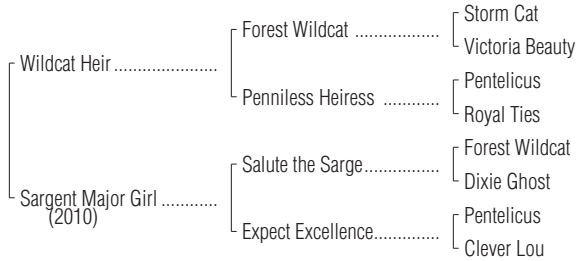 Storm Cat
Forest Wildcat ..................
Victoria Beauty
Wildcat Heir ......................
Pentelicus
Penniless Heiress ............
Royal Ties
Forest Wildcat
Salute the Sarge................
Dixie Ghost
Sargent Major Girl ............
(2010)
Pentelicus
Expect Excellence..............
Clever Lou